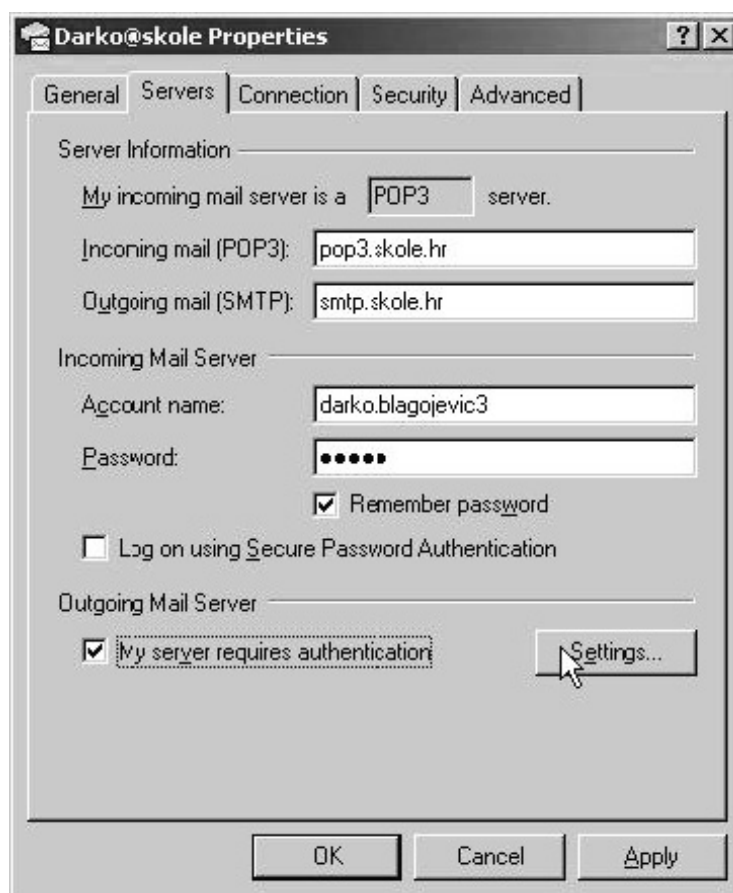 Darko@skole Properties
General Servers Connection Security Advanced
Server Information
My incoming mail server is a POP3 server.
Incoming mail (POP3): pop3.skole.hr
Outgoing mail (SMTP): smtp.skole.hr
Incoming Mail Server
Account name: darko.blagojevic3
Password: ●●●●●
Remember password
Log on using Secure Password Authentication
Outgoing Mail Server
My server requires authentication Settings...
OK Cancel Apply